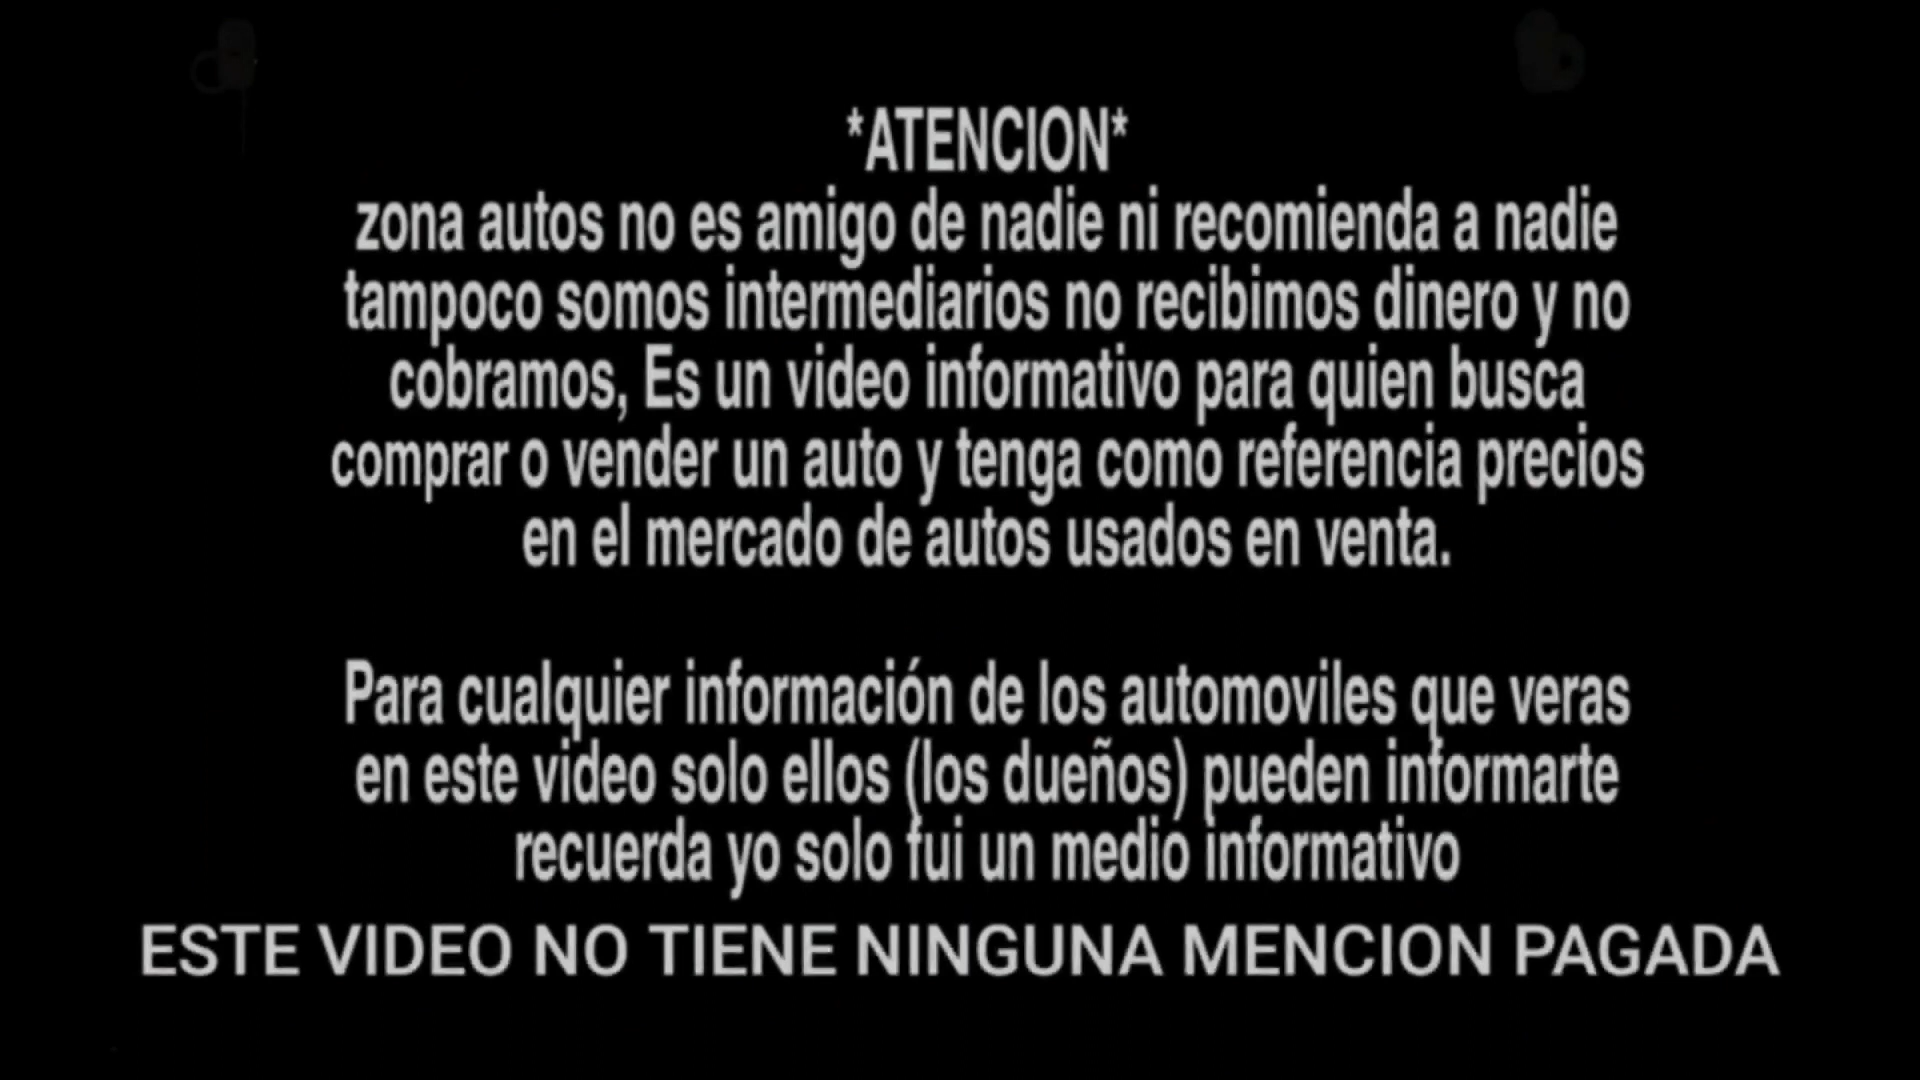 *ATENCION*
zona autos no es amigo de nadie ni recomienda a nadie
tampoco somos intermediarios no recibimos dinero y no
cobramos, Es un video informativo para quien busca
comprar o vender un auto y tenga como referencia precios
en el mercado de autos usados en venta.
Para cualquier información de los automoviles que veras
en este video solo ellos (los dueños) pueden informarte
recuerda yo solo fui un medio informativo
ESTE VIDEO NO TIENE NINGUNA MENCION PAGADA